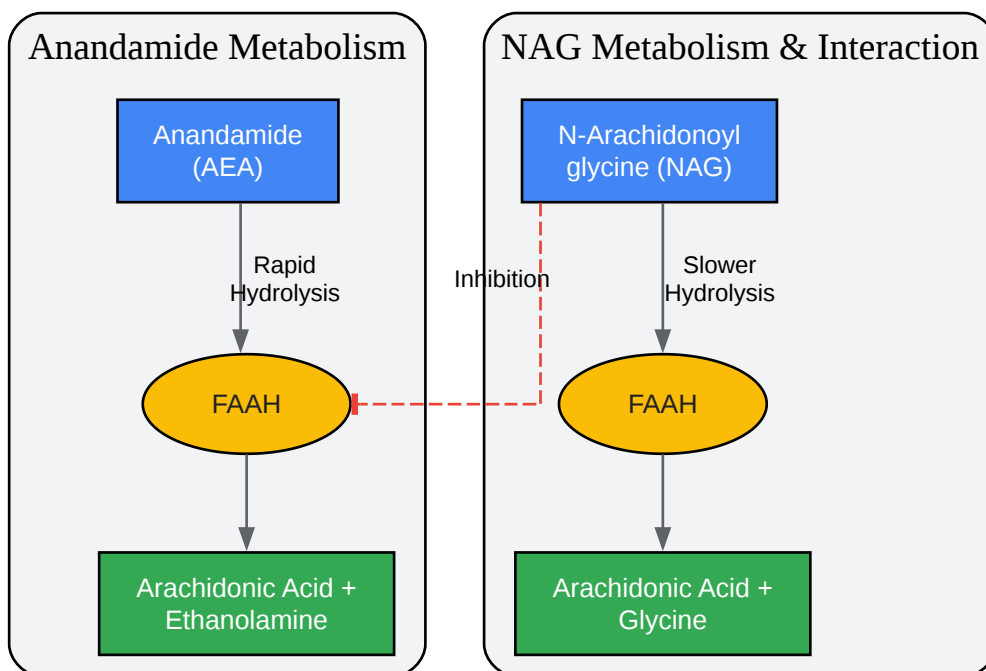 Anandamide Metabolism
Anandamide
(AEA)
Rapid
Hydrolysis
FAAH
Arachidonic Acid +
Ethanolamine
NAG Metabolism & Interaction
N-Arachidonoyl
glycine (NAG)
Inhibition
Slower
Hydrolysis
FAAH
Arachidonic Acid +
Glycine